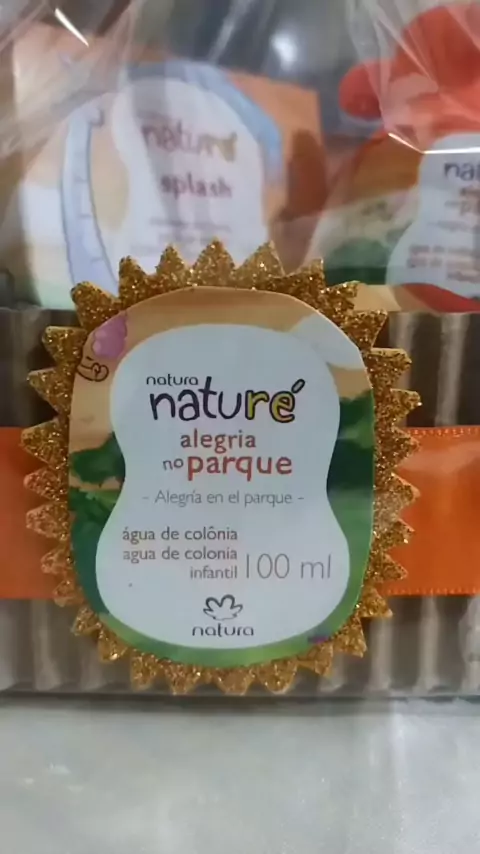 naturé
splash
natura
naturé
alegria
no parque
- Alegría en el parque -
água de colônia
agua de colonia
infantil 100 ml
natura